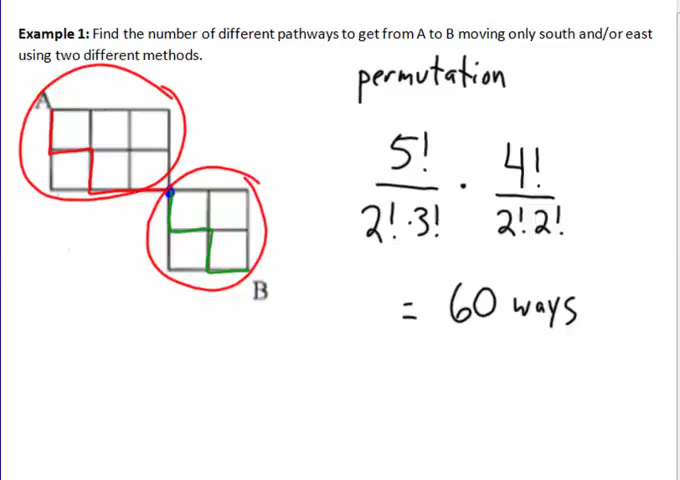 Example 1: Find the number of different pathways to get from A to B moving only south and/or east
using two different methods.
permutation
A
5!/2!·3! · 4!/2!2!
= 60 ways
B